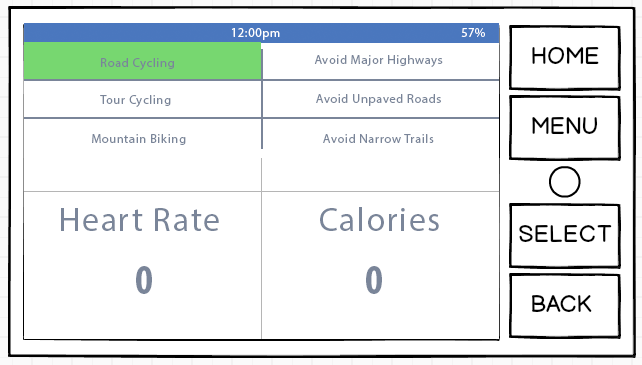 12:00pm 57%
Road Cycling Avoid Major Highways
Tour Cycling Avoid Unpaved Roads
Mountain Biking Avoid Narrow Trails
Heart Rate Calories
0 0
HOME
MENU
SELECT
BACK